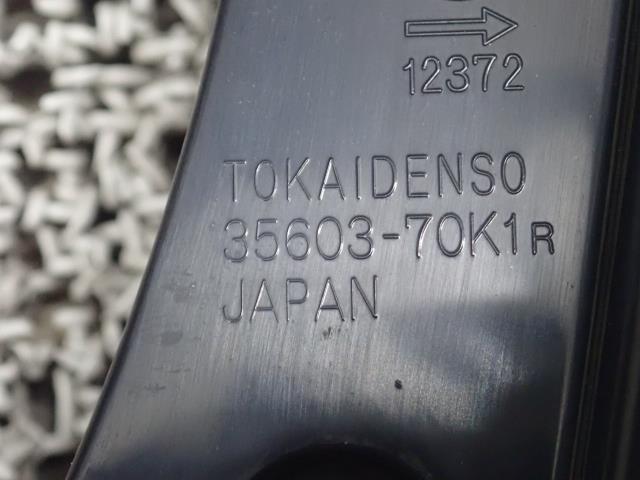 12372
TOKAIDENSO
35603-70K1R
JAPAN